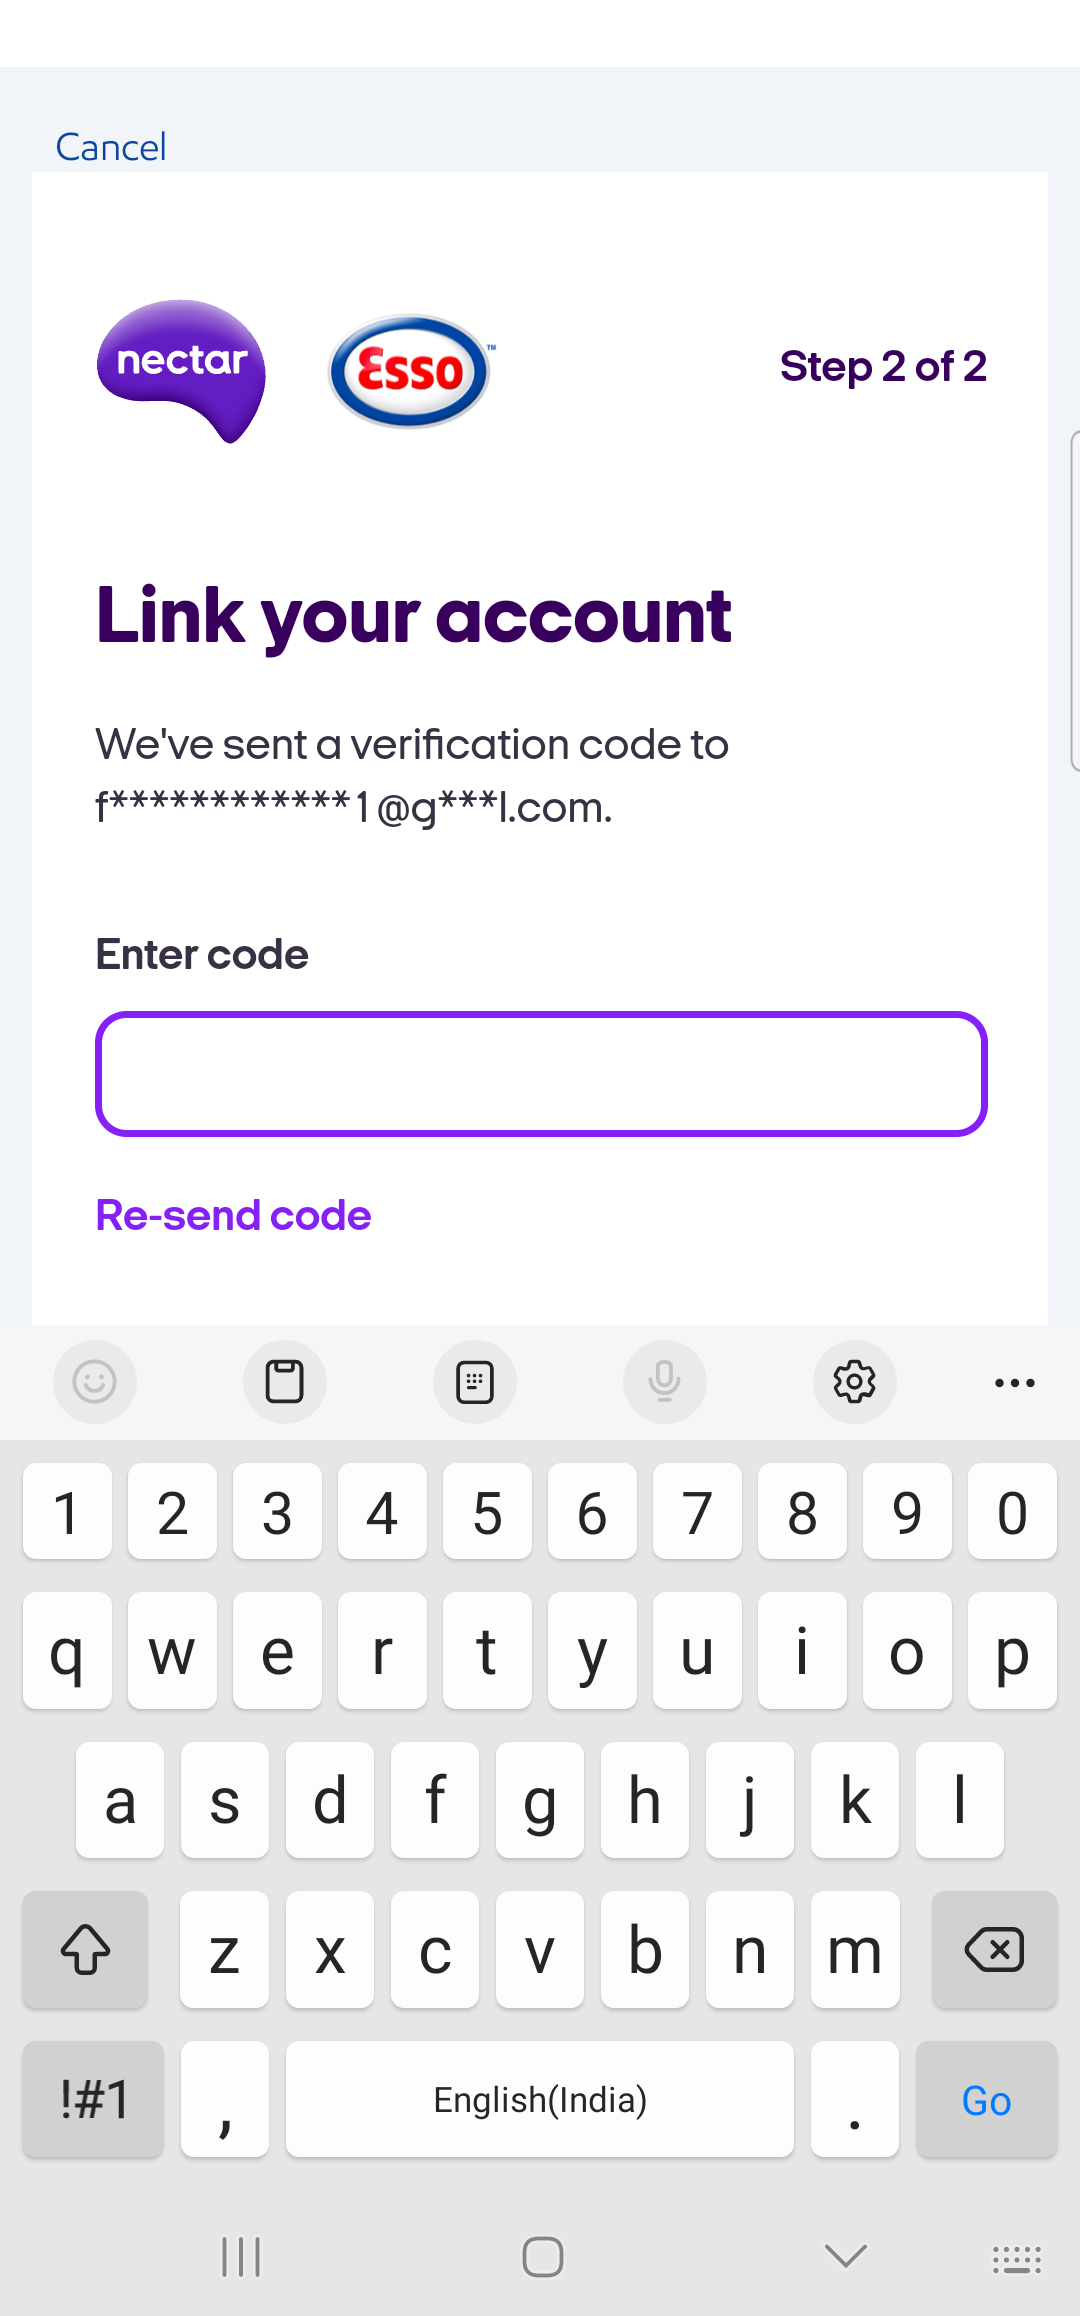 Cancel
nectar
Esso
TM
Step 2 of 2
Link your account
We've sent a verification code to
f************1@g***l.com.
Enter code
Re-send code
1 2 3 4 5 6 7 8 9 0
q w e r t y u i o p
a s d f g h j k l
z x c v b n m
!#1 , English(India) . Go